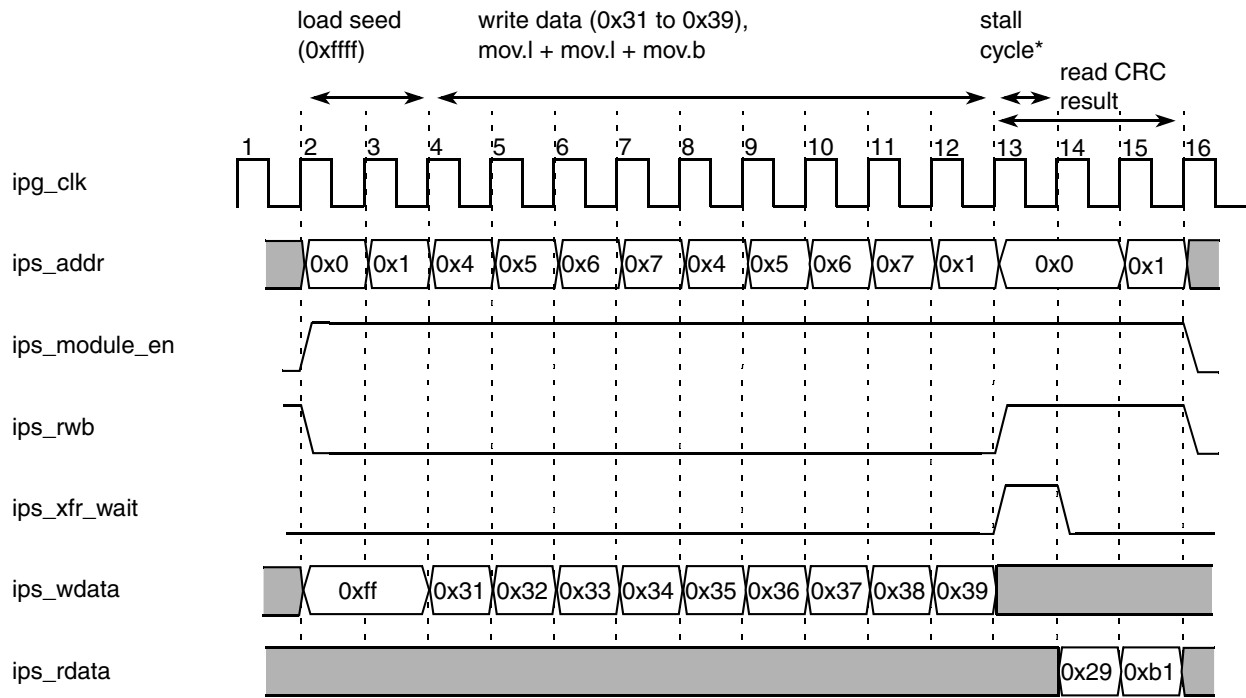 load seed
(0xffff)
write data (0x31 to 0x39),
mov.l + mov.l + mov.b
stall
cycle*
read CRC
result
1 2 3 4 5 6 7 8 9 10 11 12 13 14 15 16
ipg_clk
ips_addr 0x0 0x1 0x4 0x5 0x6 0x7 0x4 0x5 0x6 0x7 0x1 0x0 0x1
ips_module_en
ips_rwb
ips_xfr_wait
ips_wdata 0xff 0x31 0x32 0x33 0x34 0x35 0x36 0x37 0x38 0x39
ips_rdata 0x29 0xb1